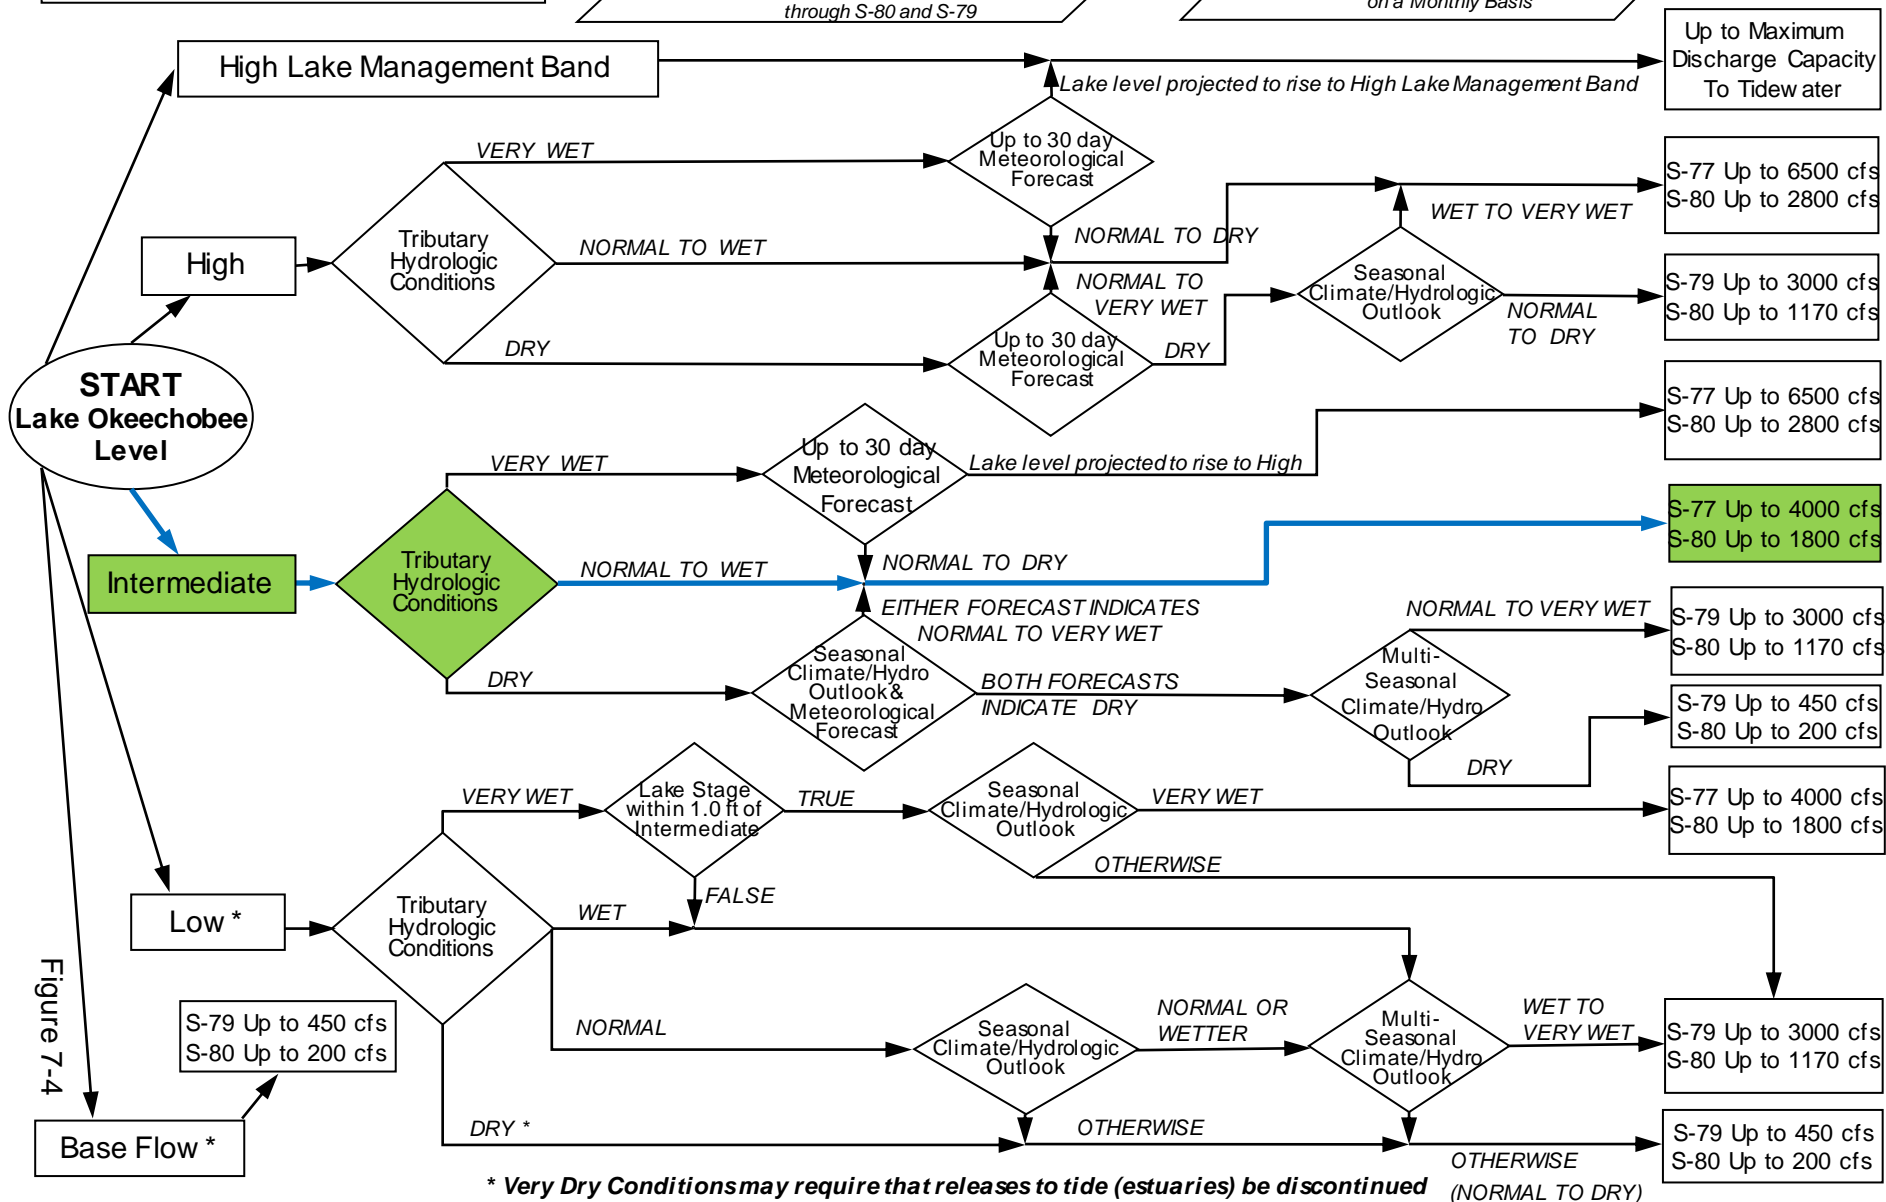 through S-80 and S-79
on a Monthly Basis
Up to Maximum
Discharge Capacity
To Tidewater
High Lake Management Band
Lake level projected to rise to High Lake Management Band
VERY WET
Up to 30 day
Meteorological
Forecast
S-77 Up to 6500 cfs
S-80 Up to 2800 cfs
WET TO VERY WET
High
Tributary
Hydrologic
Conditions
NORMAL TO WET
NORMAL TO DRY
NORMAL TO
VERY WET
Seasonal
Climate/Hydrologic
Outlook
NORMAL
TO DRY
S-79 Up to 3000 cfs
S-80 Up to 1170 cfs
DRY
Up to 30 day
Meteorological
Forecast
DRY
START
Lake Okeechobee
Level
S-77 Up to 6500 cfs
S-80 Up to 2800 cfs
VERY WET
Up to 30 day
Meteorological
Forecast
Lake level projected to rise to High
S-77 Up to 4000 cfs
S-80 Up to 1800 cfs
Intermediate
Tributary
Hydrologic
Conditions
NORMAL TO WET
NORMAL TO DRY
EITHER FORECAST INDICATES
NORMAL TO VERY WET
NORMAL TO VERY WET
S-79 Up to 3000 cfs
S-80 Up to 1170 cfs
DRY
Seasonal
Climate/Hydro
Outlook &
Meteorological
Forecast
BOTH FORECASTS
INDICATE DRY
Multi-
Seasonal
Climate/Hydro
Outlook
DRY
S-79 Up to 450 cfs
S-80 Up to 200 cfs
VERY WET
Lake Stage
within 1.0 ft of
Intermediate
TRUE
Seasonal
Climate/Hydrologic
Outlook
VERY WET
S-77 Up to 4000 cfs
S-80 Up to 1800 cfs
OTHERWISE
FALSE
Low *
Tributary
Hydrologic
Conditions
WET
NORMAL
Seasonal
Climate/Hydrologic
Outlook
NORMAL OR
WETTER
Multi-
Seasonal
Climate/Hydro
Outlook
WET TO
VERY WET
S-79 Up to 3000 cfs
S-80 Up to 1170 cfs
Figure 7-4
S-79 Up to 450 cfs
S-80 Up to 200 cfs
Base Flow *
DRY *
OTHERWISE
OTHERWISE
(NORMAL TO DRY)
S-79 Up to 450 cfs
S-80 Up to 200 cfs
* Very Dry Conditions may require that releases to tide (estuaries) be discontinued